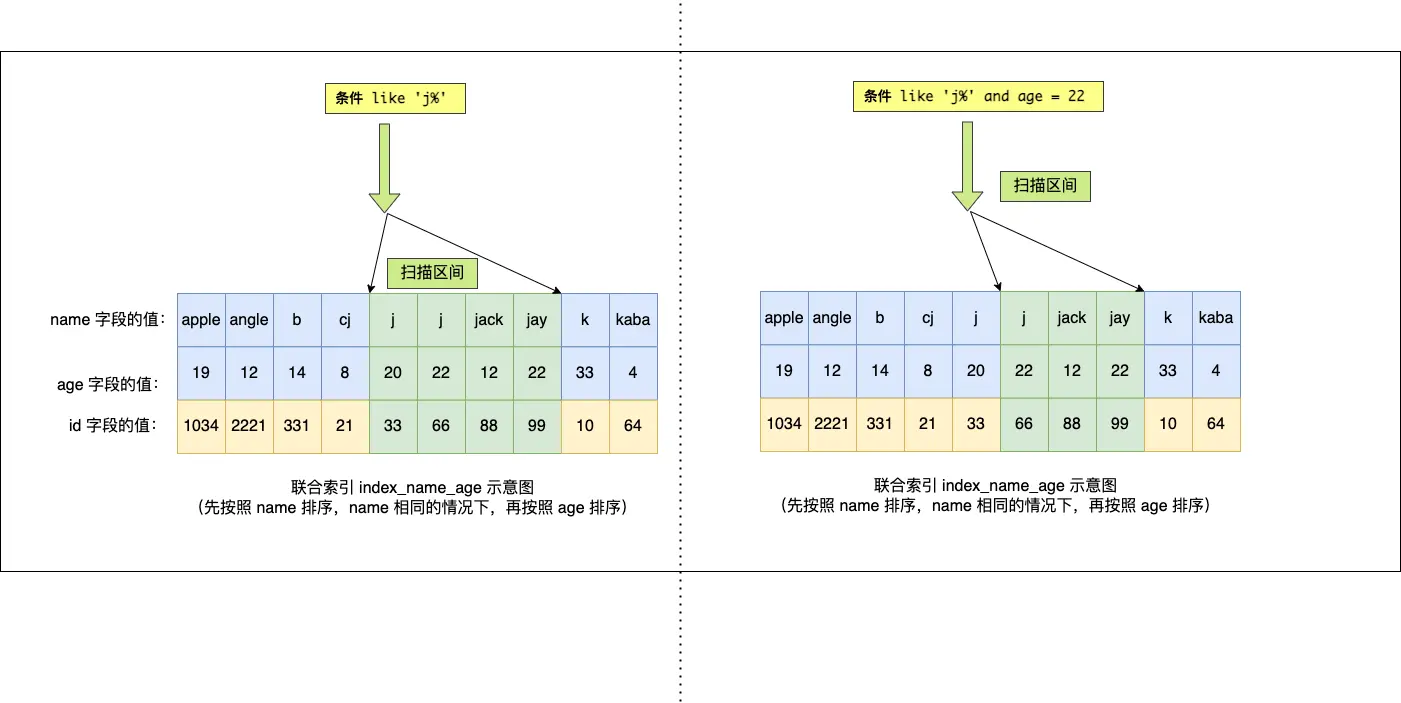 条件 like 'j%'
扫描区间
name 字段的值： apple angle b cj j j jack jay k kaba
age 字段的值： 19 12 14 8 20 22 12 22 33 4
id 字段的值： 1034 2221 331 21 33 66 88 99 10 64
联合索引 index_name_age 示意图
（先按照 name 排序，name 相同的情况下，再按照 age 排序）
条件 like 'j%' and age = 22
扫描区间
apple angle b cj j j jack jay k kaba
19 12 14 8 20 22 12 22 33 4
1034 2221 331 21 33 66 88 99 10 64
联合索引 index_name_age 示意图
（先按照 name 排序，name 相同的情况下，再按照 age 排序）